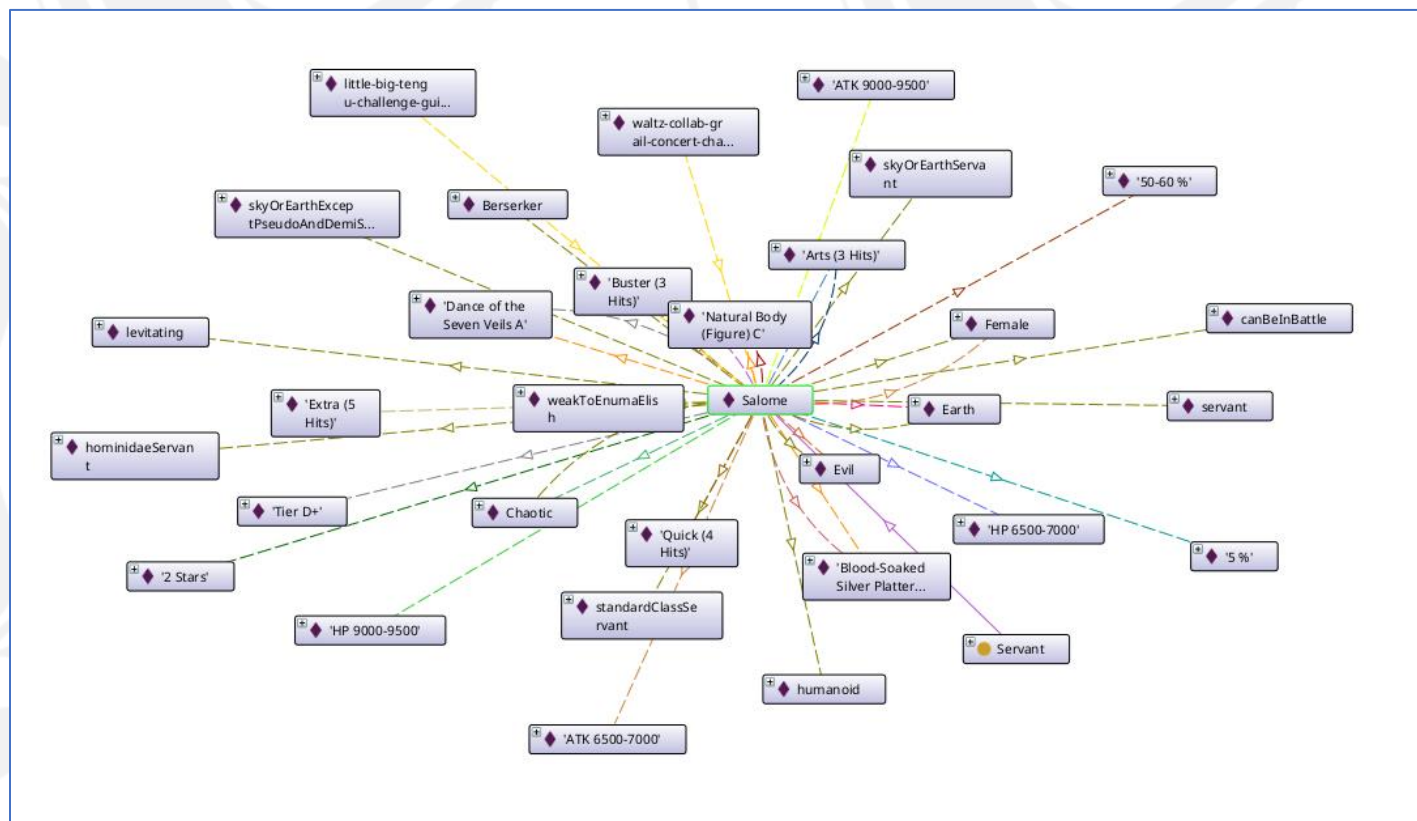 little-big-teng
u-challenge-gui...
'ATK 9000-9500'
waltz-collab-gr
ail-concert-cha...
skyOrEarthServa
nt
'50-60 %'
skyOrEarthExcep
tPseudoAndDemiS...
Berserker
'Arts (3 Hits)'
'Buster (3
Hits)'
'Dance of the
Seven Veils A'
'Natural Body
(Figure) C'
Female
canBeInBattle
levitating
'Extra (5
Hits)'
weakToEnumaElis
h
Salome
Earth
servant
hominidaeServan
t
Evil
'Tier D+'
Chaotic
'Quick (4
Hits)'
'HP 6500-7000'
'5 %'
'2 Stars'
'Blood-Soaked
Silver Platter...
standardClassSe
rvant
'HP 9000-9500'
Servant
humanoid
'ATK 6500-7000'